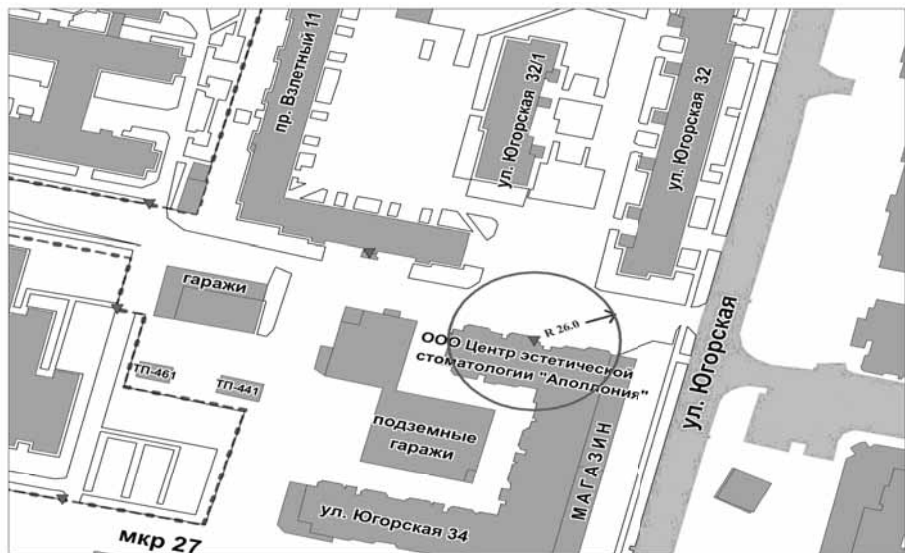 пр. Взлетный 11
ул. Югорская 32/1
ул. Югорская 32
гаражи
R 26.0
ООО Центр эстетической
стоматологии "Аполлония"
ул. Югорская
ТП-461
ТП-441
подземные
гаражи
МАГАЗИН
ул. Югорская 34
мкр 27